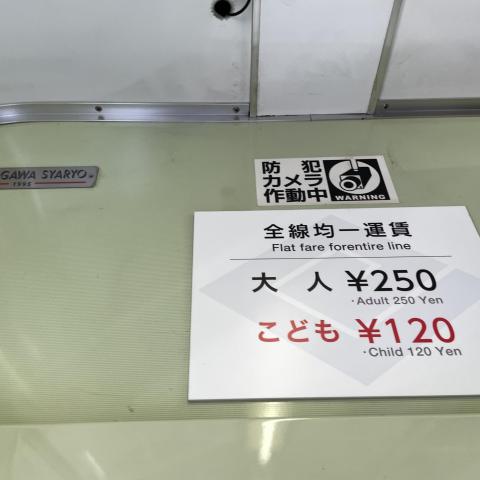 GAWA SYARYO
1995
防犯
カメラ
作動中
WARNING
全線均一運賃
Flat fare forentire line
大人 ¥250
・Adult 250 Yen
こども ¥120
・Child 120 Yen